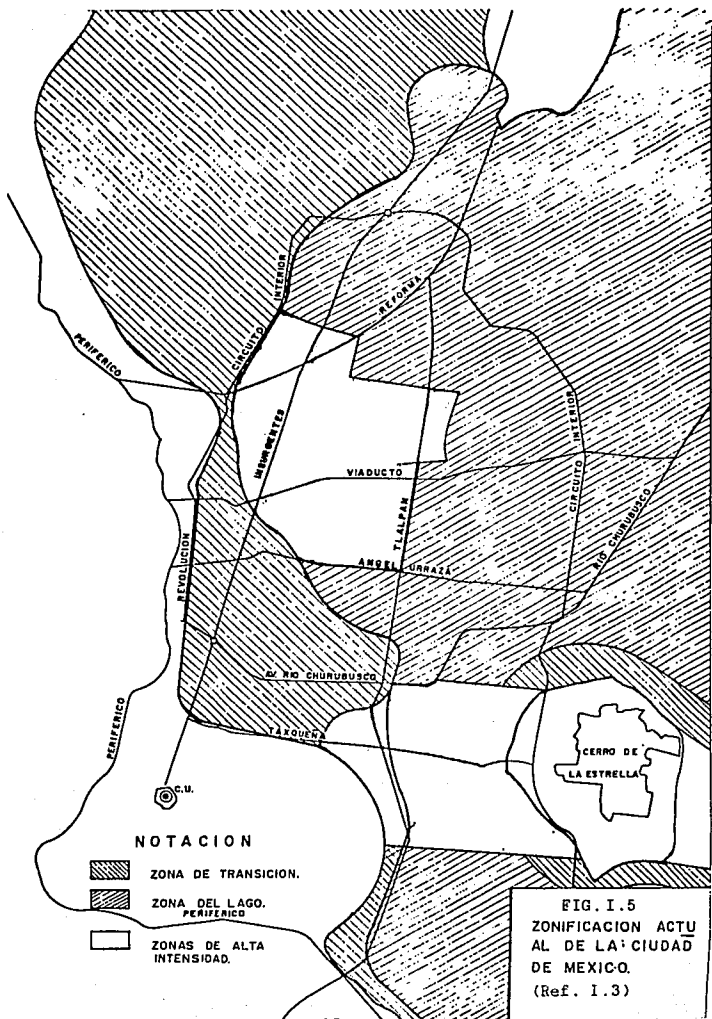 CIRCUITO INTERIOR
REFORMA
PERIFERICO
INSURGENTES
CIRCUITO INTERIOR
VIADUCTO
TLALPAN
RIO CHURUBUSCO
REVOLUCION
ANGEL URRAZA
AV. RIO CHURUBUSCO
TAXQUEÑA
PERIFERICO
CERRO DE
LA ESTRELLA
C.U.
NOTACION
ZONA DE TRANSICION.
ZONA DEL LAGO.
PERIFERICO
ZONAS DE ALTA
INTENSIDAD.
FIG. I.5
ZONIFICACION ACTU
AL DE LA CIUDAD
DE MEXICO.
(Ref. I.3)